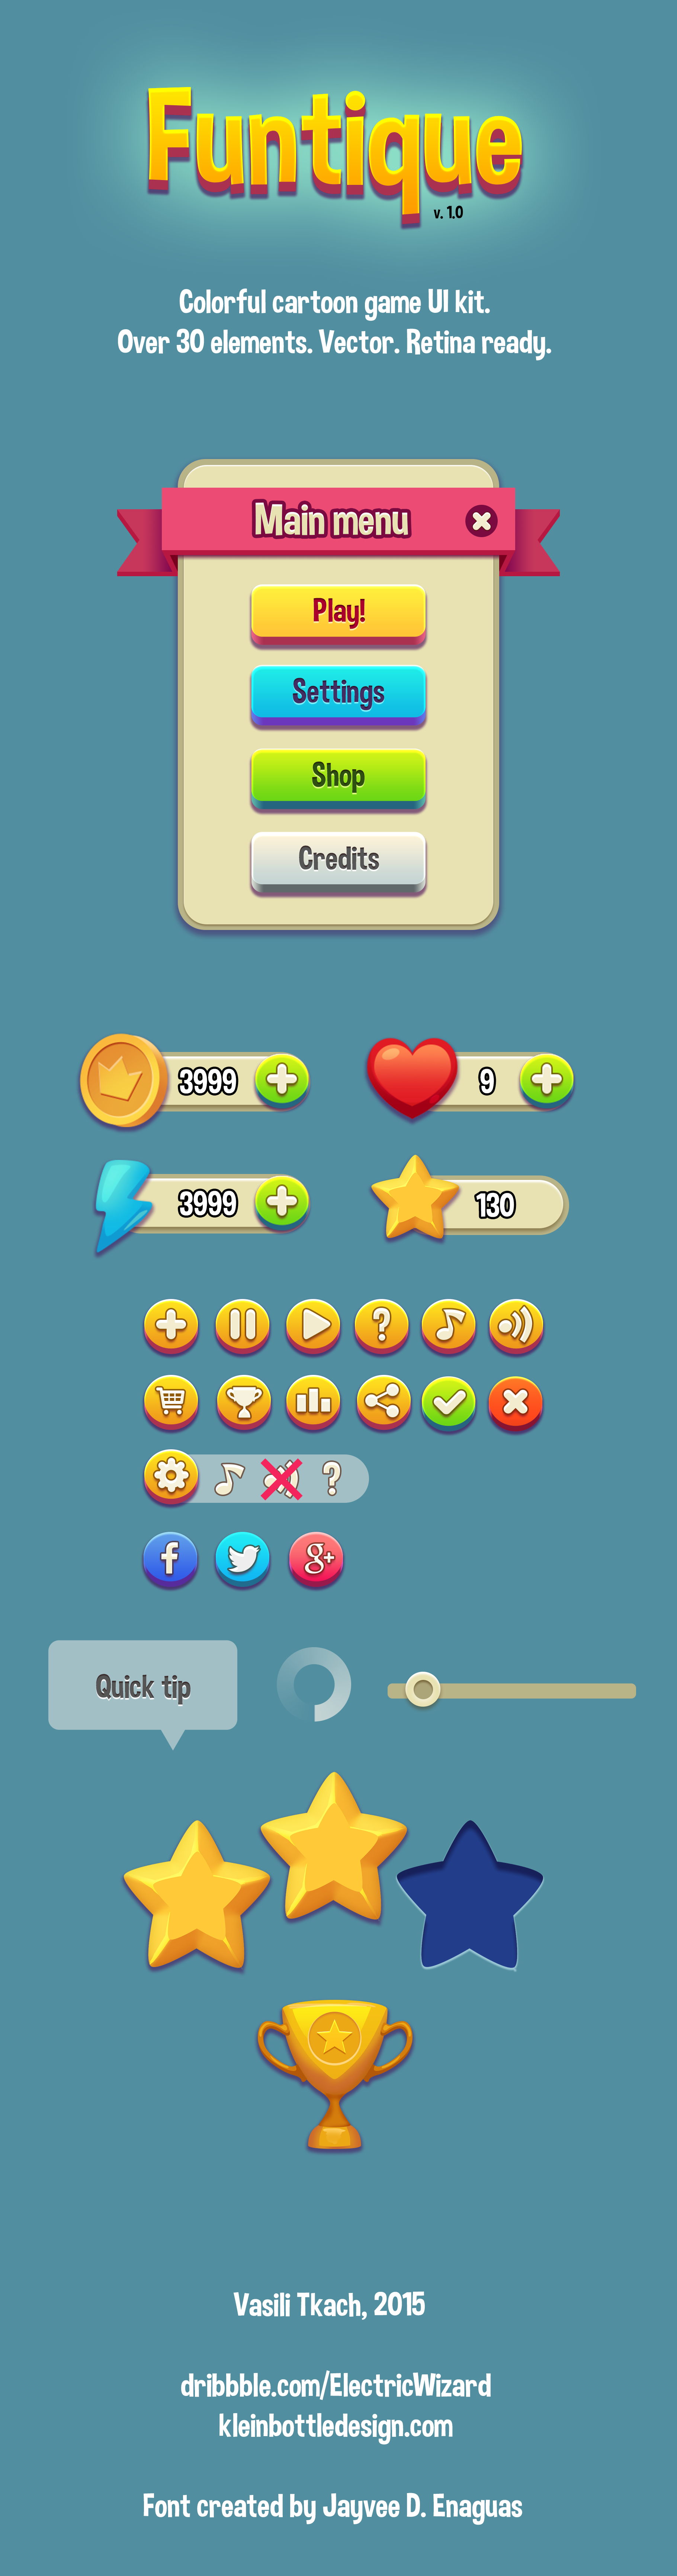 Funtique
v. 1.0
Colorful cartoon game UI kit.
Over 30 elements. Vector. Retina ready.
Main menu
Play!
Settings
Shop
Credits
3999
9
3999
130
?
?
f
g+
Quick tip
Vasili Tkach, 2015
dribbble.com/ElectricWizard
kleinbottledesign.com
Font created by Jayvee D. Enaguas